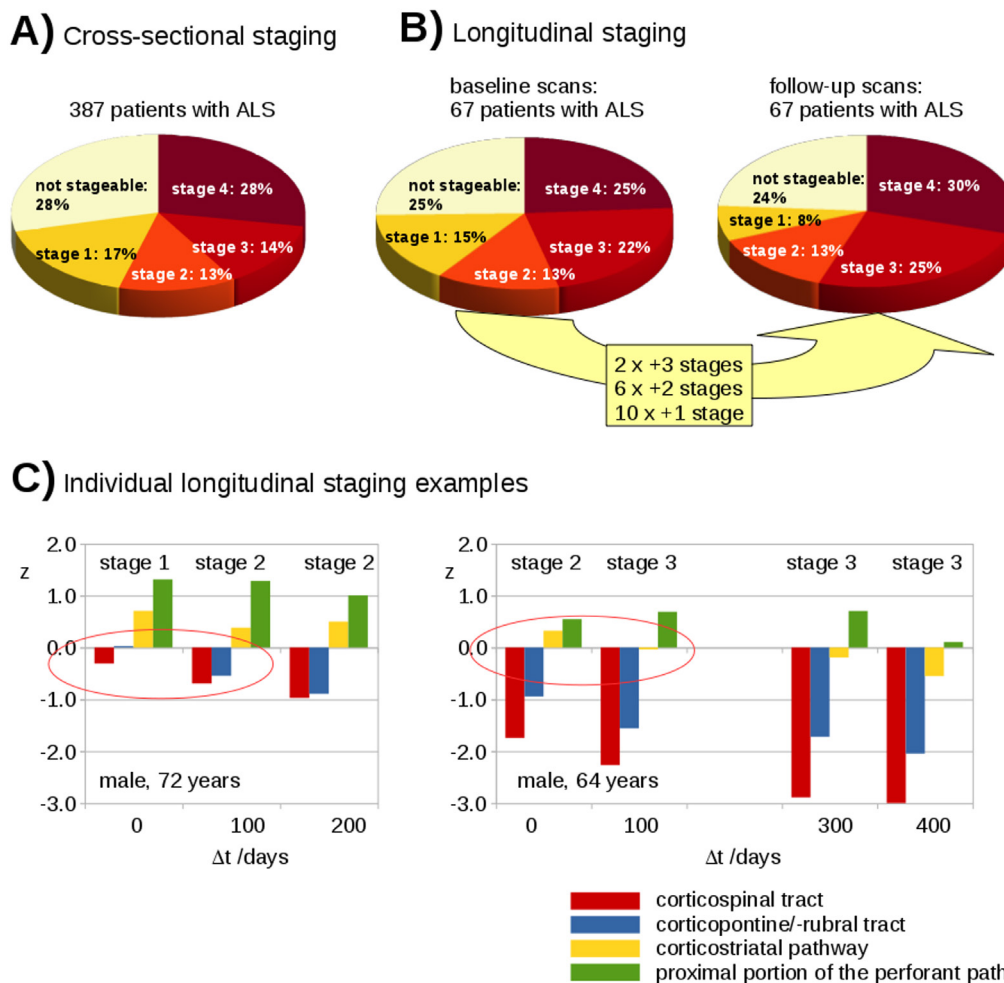 A) Cross-sectional staging
387 patients with ALS
not stageable:
28%
stage 4: 28%
stage 1: 17%
stage 3: 14%
stage 2: 13%
B) Longitudinal staging
baseline scans:
67 patients with ALS
not stageable:
25%
stage 4: 25%
stage 1: 15%
stage 3: 22%
stage 2: 13%
follow-up scans:
67 patients with ALS
not stageable:
24%
stage 4: 30%
stage 1: 8%
stage 2: 13%
stage 3: 25%
2 x +3 stages
6 x +2 stages
10 x +1 stage
C) Individual longitudinal staging examples
z
2.0
1.0
0.0
-1.0
-2.0
-3.0
stage 1 stage 2 stage 2
male, 72 years
0 100 200
Δt /days
z
2.0
1.0
0.0
-1.0
-2.0
-3.0
stage 2 stage 3 stage 3 stage 3
male, 64 years
0 100 300 400
Δt /days
corticospinal tract
corticopontine/-rubral tract
corticostriatal pathway
proximal portion of the perforant path